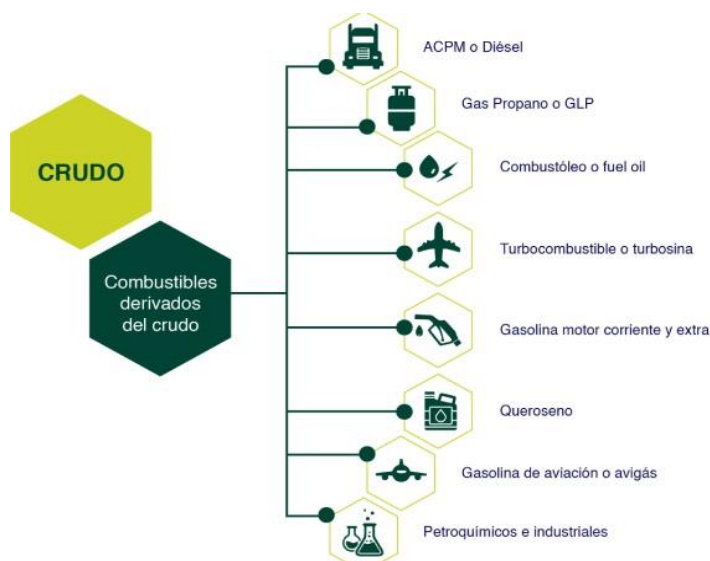 CRUDO
Combustibles
derivados
del crudo
ACPM o Diésel
Gas Propano o GLP
Combustóleo o fuel oil
Turbocombustible o turbosina
Gasolina motor corriente y extra
Queroseno
Gasolina de aviación o avigás
Petroquímicos e industriales